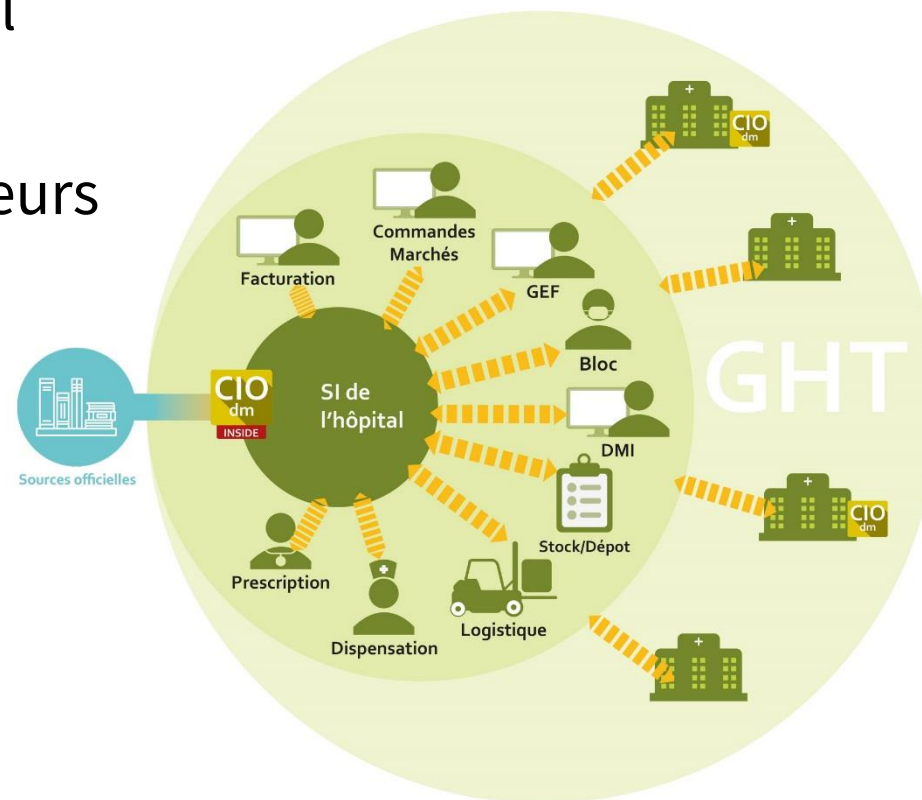 eurs
Commandes
Marchés
Facturation
GEF
Bloc
DMI
Stock/Dépot
Logistique
Dispensation
Prescription
SI de
l'hôpital
CIO
dm
INSIDE
Sources officielles
GHT
CIO
dm
CIO
dm